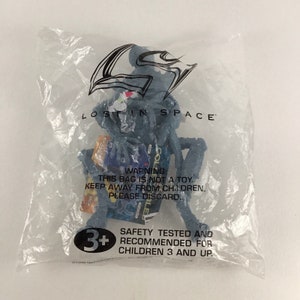 LOST IN SPACE
WARNING:
THIS BAG IS NOT A TOY.
KEEP AWAY FROM CHILDREN.
PLEASE DISCARD.
3+
SAFETY TESTED AND
RECOMMENDED FOR
CHILDREN 3 AND UP.